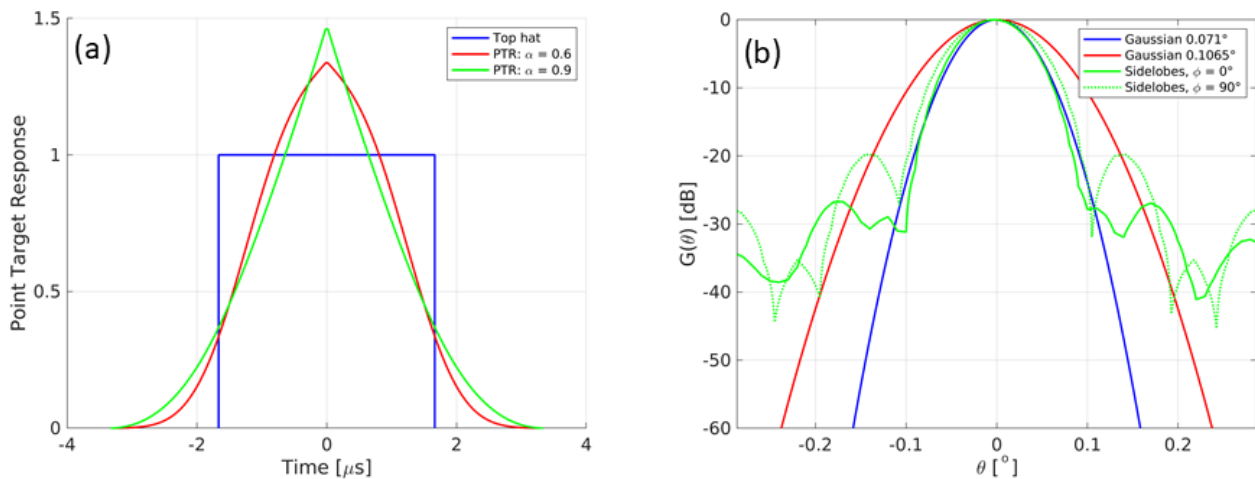 (a)
Top hat
PTR: α = 0.6
PTR: α = 0.9
1.5
1
0.5
0
Point Target Response
-4
-2
0
2
4
Time [μs]
(b)
Gaussian 0.071°
Gaussian 0.1065°
Sidelobes, ϕ = 0°
Sidelobes, ϕ = 90°
0
-10
-20
-30
-40
-50
-60
G(θ) [dB]
-0.2
-0.1
0
0.1
0.2
θ [°]